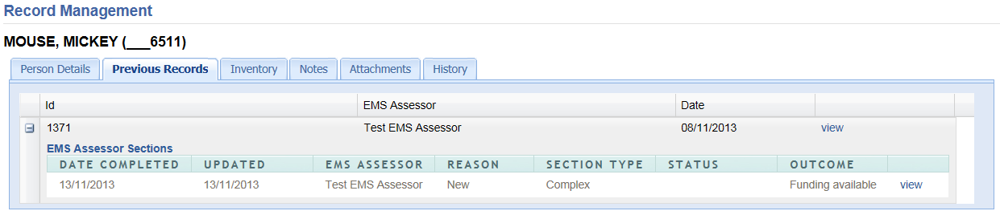 Record Management
MOUSE, MICKEY (___6511)
Person Details Previous Records Inventory Notes Attachments History
Id EMS Assessor Date
1371 Test EMS Assessor 08/11/2013 view
EMS Assessor Sections
DATE COMPLETED UPDATED EMS ASSESSOR REASON SECTION TYPE STATUS OUTCOME
13/11/2013 13/11/2013 Test EMS Assessor New Complex Funding available view